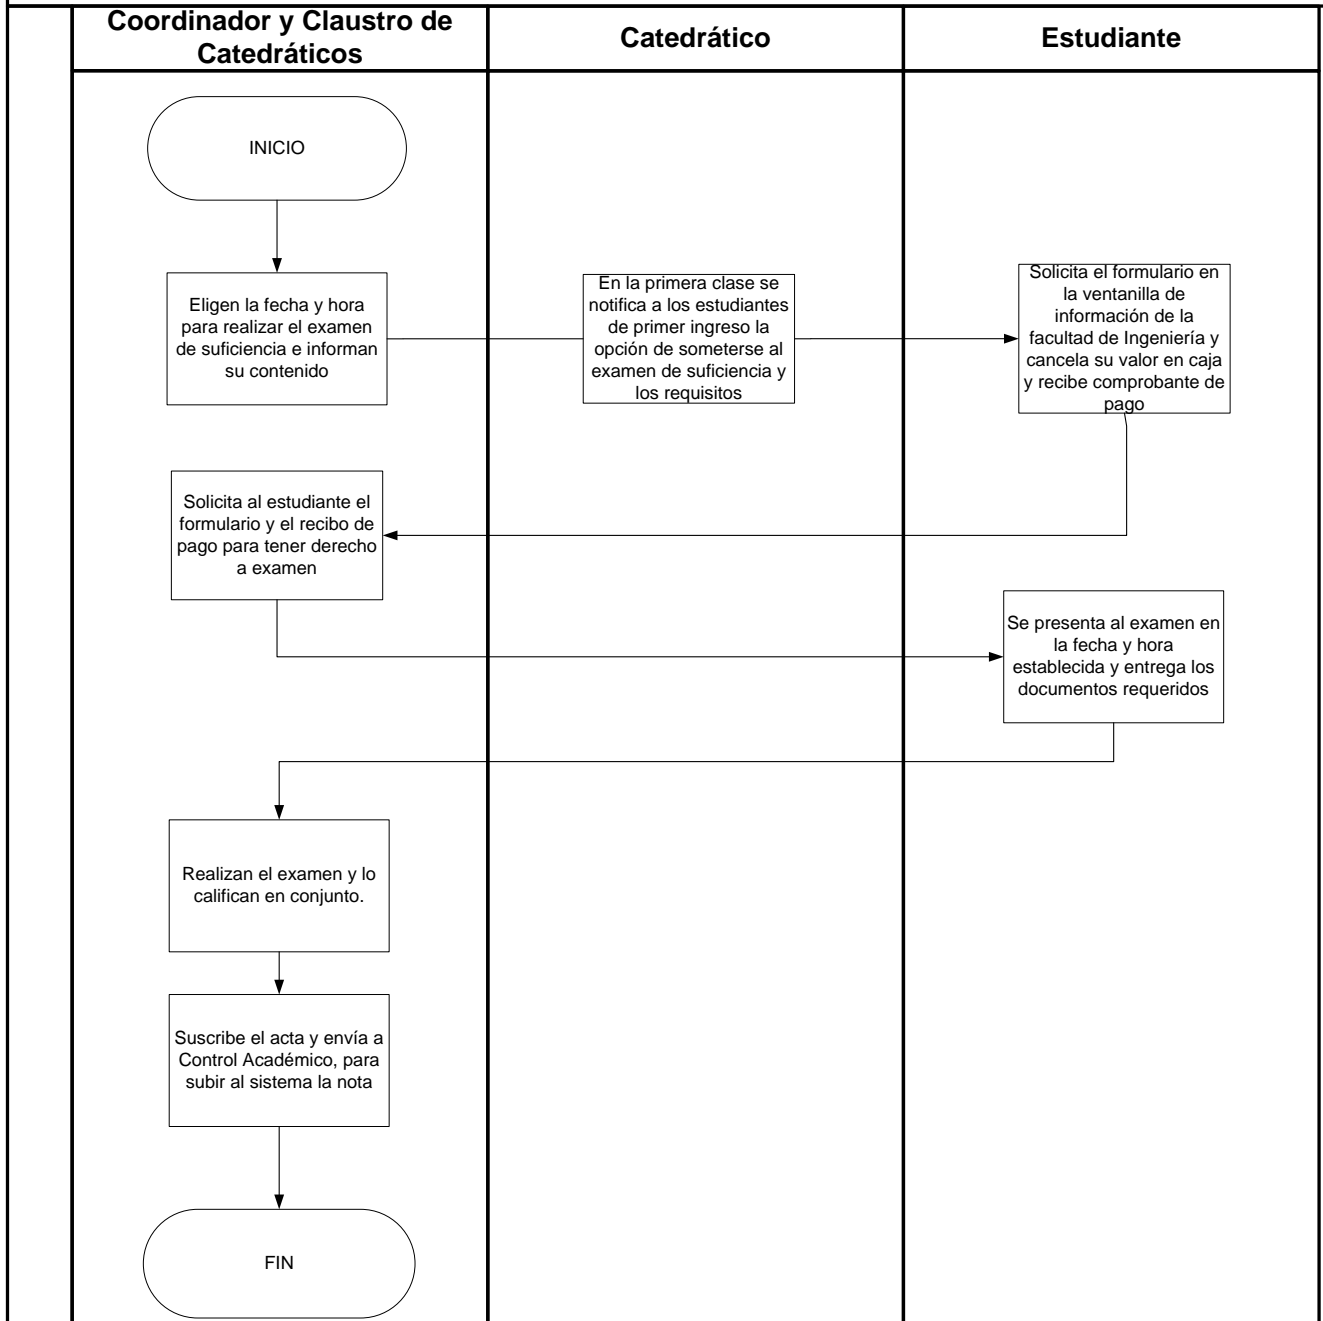 Coordinador y Claustro de
Catedráticos
Catedrático
Estudiante
INICIO
Eligen la fecha y hora
para realizar el examen
de suficiencia e informan
su contenido
En la primera clase se
notifica a los estudiantes
de primer ingreso la
opción de someterse al
examen de suficiencia y
los requisitos
Solicita el formulario en
la ventanilla de
información de la
facultad de Ingeniería y
cancela su valor en caja
y recibe comprobante de
pago
Solicita al estudiante el
formulario y el recibo de
pago para tener derecho
a examen
Se presenta al examen en
la fecha y hora
establecida y entrega los
documentos requeridos
Realizan el examen y lo
califican en conjunto.
Suscribe el acta y envía a
Control Académico, para
subir al sistema la nota
FIN